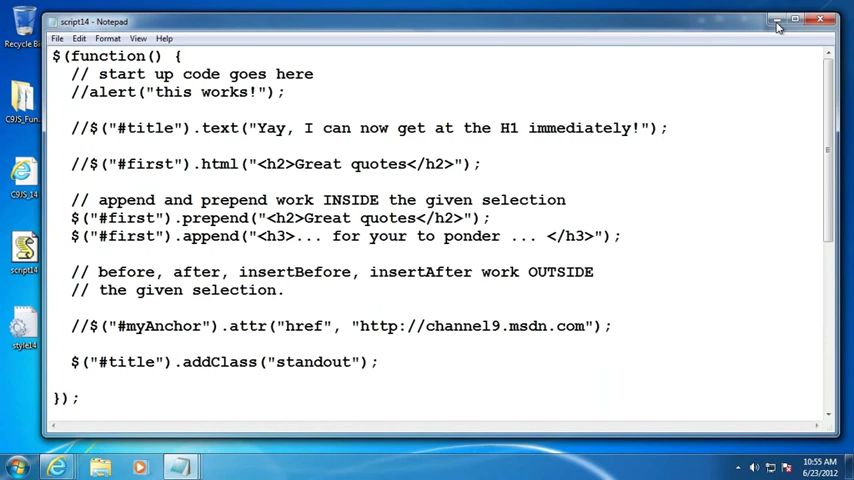 script14 - Notepad
File Edit Format View Help
$(function() {
// start up code goes here
//alert("this works!");
//$("#title").text("Yay, I can now get at the H1 immediately!");
//$("#first").html("<h2>Great quotes</h2>");
// append and prepend work INSIDE the given selection
$("#first").prepend("<h2>Great quotes</h2>");
$("#first").append("<h3>... for your to ponder ... </h3>");
// before, after, insertBefore, insertAfter work OUTSIDE
// the given selection.
//$("#myAnchor").attr("href", "http://channel9.msdn.com");
$("#title").addClass("standout");
});
Recycle Bi
C9JS_Fun
C9JS_14
script14
style14
10:55 AM
6/23/2012